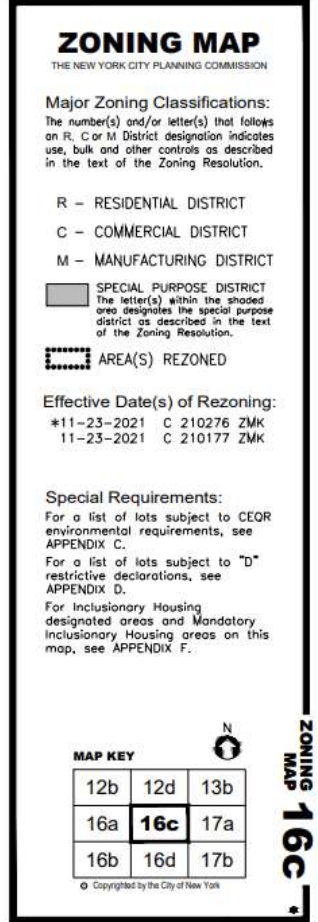 ZONING MAP
THE NEW YORK CITY PLANNING COMMISSION
Major Zoning Classifications:
The number(s) and/or letter(s) that follows
an R, C or M District designation indicates
use, bulk and other controls as described
in the text of the Zoning Resolution.
R – RESIDENTIAL DISTRICT
C – COMMERCIAL DISTRICT
M – MANUFACTURING DISTRICT
SPECIAL PURPOSE DISTRICT
The letter(s) within the shaded
area designates the special purpose
district as described in the text
of the Zoning Resolution.
AREA(S) REZONED
Effective Date(s) of Rezoning:
*11-23-2021 C 210276 ZMK
11-23-2021 C 210177 ZMK
Special Requirements:
For a list of lots subject to CEQR
environmental requirements, see
APPENDIX C.
For a list of lots subject to "D"
restrictive declarations, see
APPENDIX D.
For Inclusionary Housing
designated areas and Mandatory
Inclusionary Housing areas on this
map, see APPENDIX F.
N
MAP KEY
12b 12d 13b
16a 16c 17a
16b 16d 17b
© Copyrighted by the City of New York
ZONING
MAP
16c
*